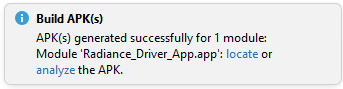 Build APK(s)
APK(s) generated successfully for 1 module:
Module 'Radiance_Driver_App.app': locate or
analyze the APK.